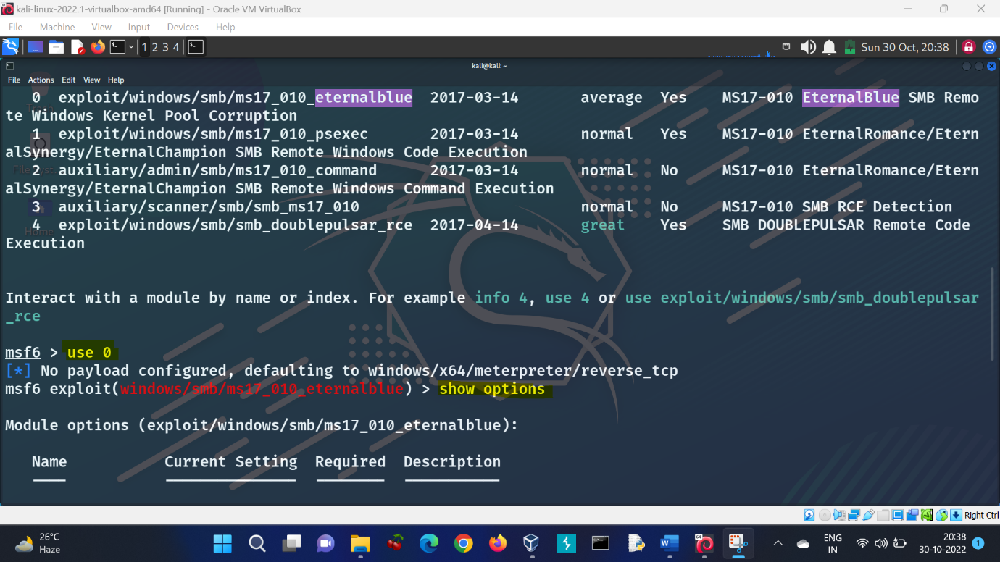 kali-linux-2022.1-virtualbox-amd64 [Running] - Oracle VM VirtualBox
File Machine View Input Devices Help
1 2 3 4
Sun 30 Oct, 20:38
kali@kali: ~
File Actions Edit View Help
0 exploit/windows/smb/ms17_010_eternalblue 2017-03-14 average Yes MS17-010 EternalBlue SMB Remo
te Windows Kernel Pool Corruption
1 exploit/windows/smb/ms17_010_psexec 2017-03-14 normal Yes MS17-010 EternalRomance/Etern
alSynergy/EternalChampion SMB Remote Windows Code Execution
2 auxiliary/admin/smb/ms17_010_command 2017-03-14 normal No MS17-010 EternalRomance/Etern
alSynergy/EternalChampion SMB Remote Windows Command Execution
3 auxiliary/scanner/smb/smb_ms17_010 normal No MS17-010 SMB RCE Detection
4 exploit/windows/smb/smb_doublepulsar_rce 2017-04-14 great Yes SMB DOUBLEPULSAR Remote Code
Execution
Home
Interact with a module by name or index. For example info 4, use 4 or use exploit/windows/smb/smb_doublepulsar
_rce
msf6 > use 0
[*] No payload configured, defaulting to windows/x64/meterpreter/reverse_tcp
msf6 exploit(windows/smb/ms17_010_eternalblue) > show options
Module options (exploit/windows/smb/ms17_010_eternalblue):
Name Current Setting Required Description
Right Ctrl
26°C
Haze
ENG
IN
20:38
30-10-2022
1